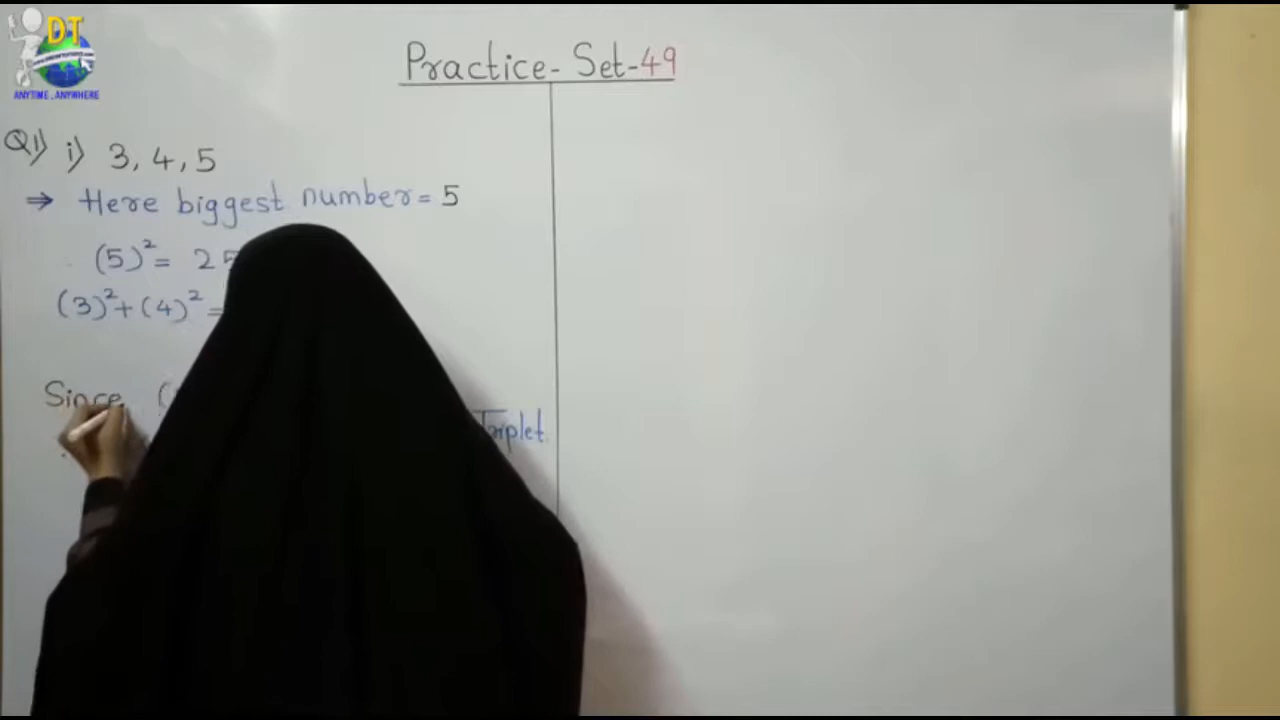 DT
ANYTIME, ANYWHERE
Practice- Set-49
Q1) i) 3, 4, 5
⇒ Here biggest number = 5
(5)² = 25
(3)² + (4)² =
Since (
Triplet